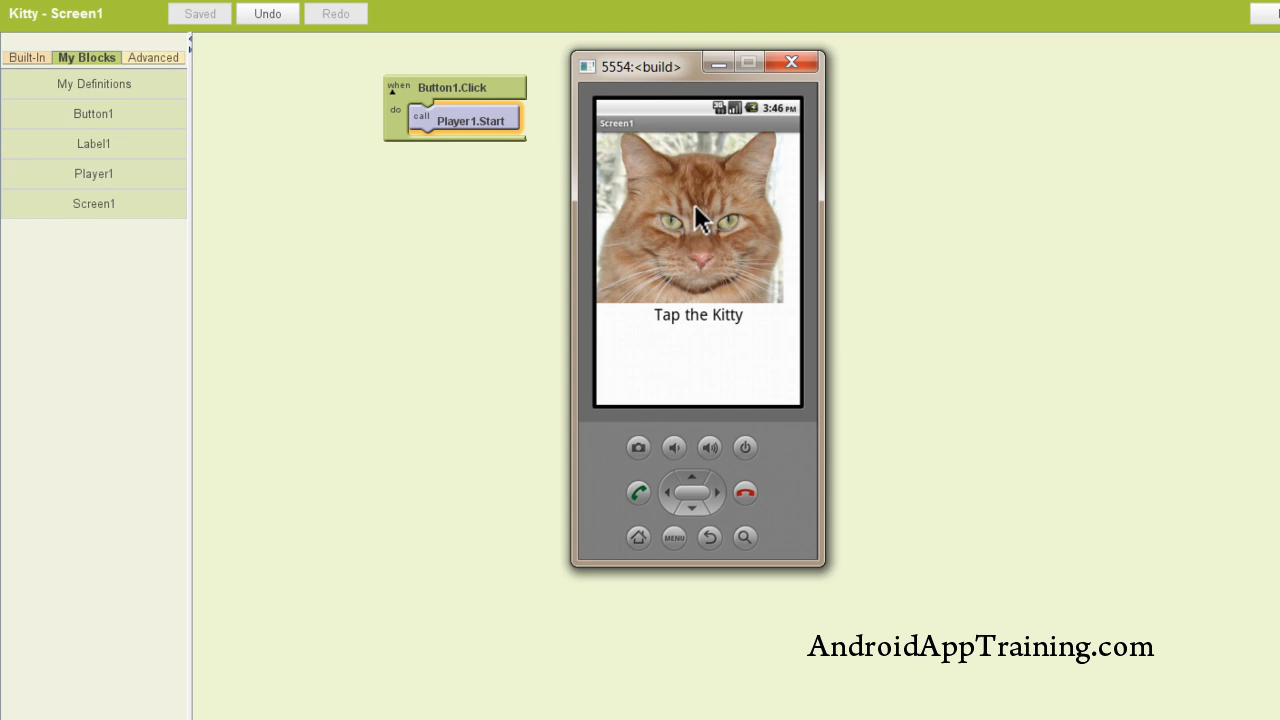 Kitty - Screen1
Saved
Undo
Redo
Built-In
My Blocks
Advanced
My Definitions
Button1
Label1
Player1
Screen1
when Button1.Click
do
call Player1.Start
5554:<build>
3G
3:46 PM
Screen1
Tap the Kitty
MENU
AndroidAppTraining.com